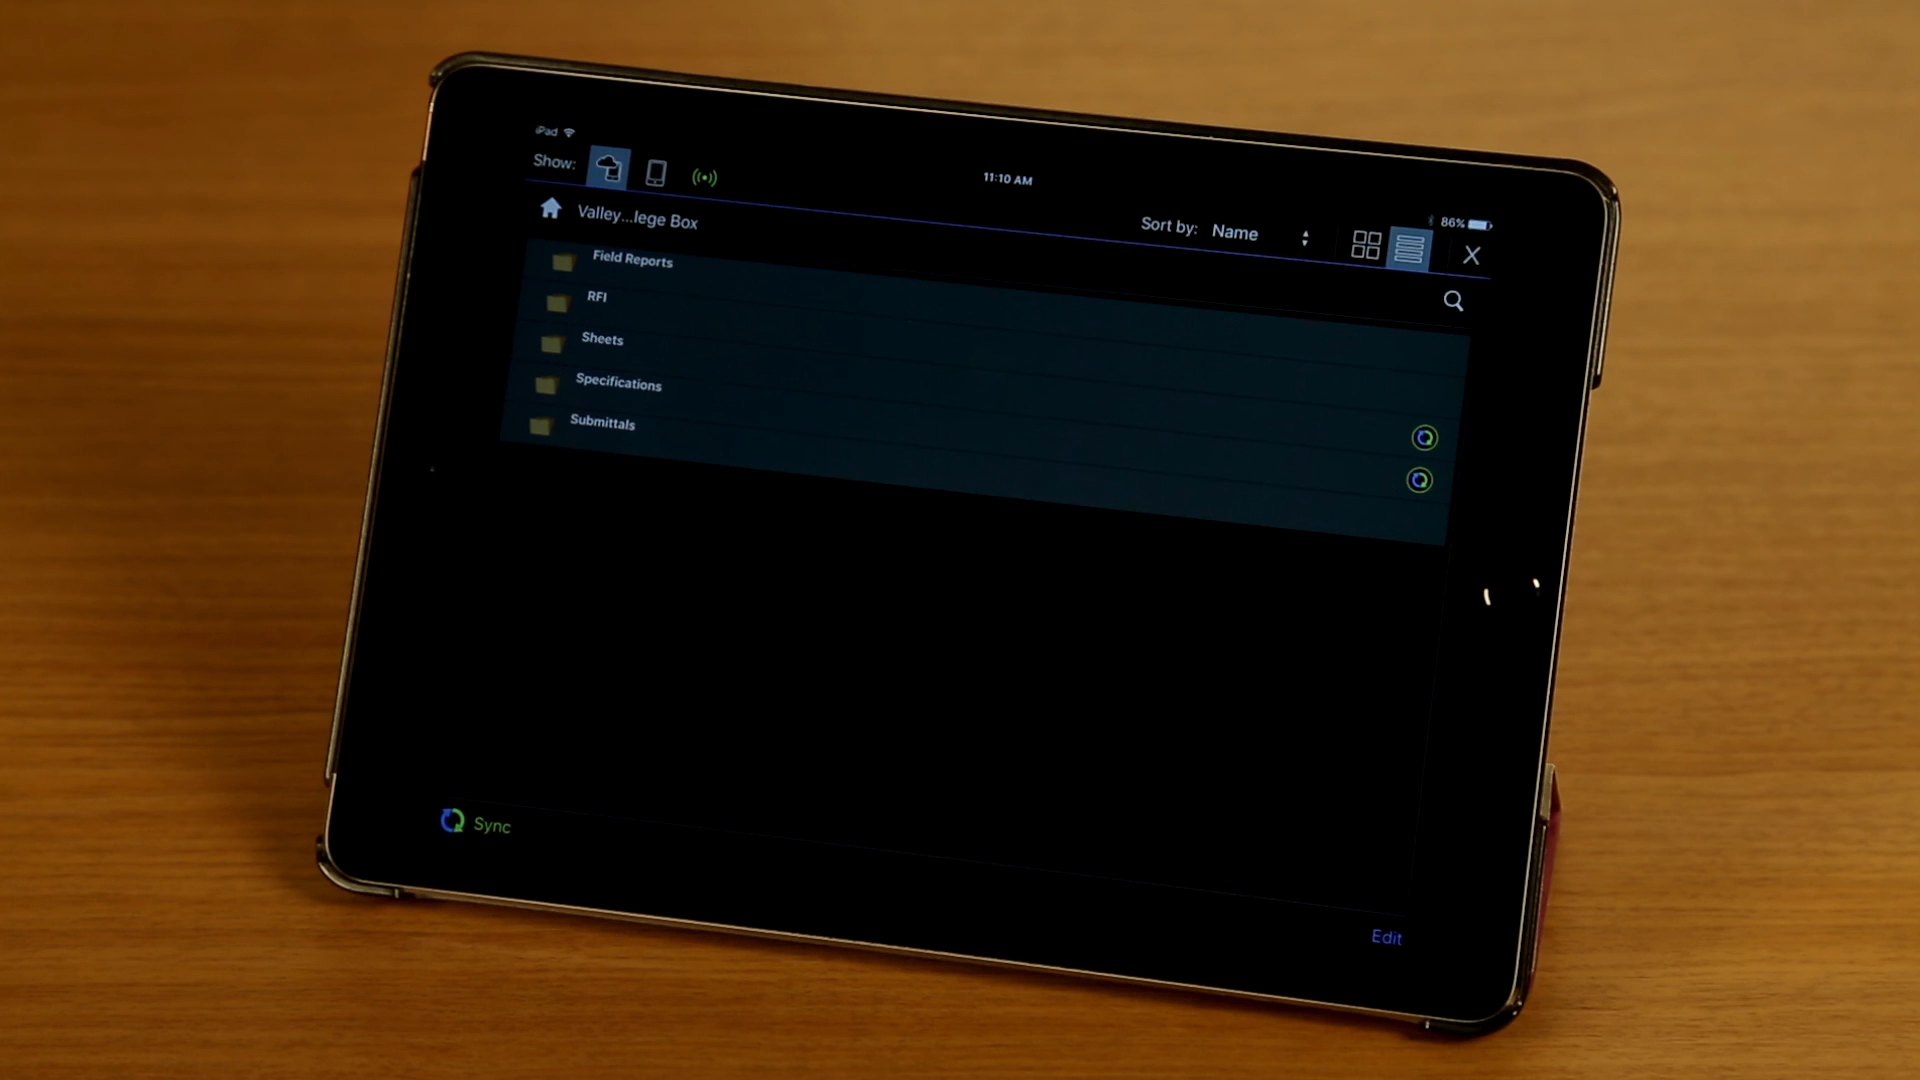 iPad
11:10 AM
86%
Show:
Valley...lege Box
Sort by: Name
Field Reports
RFI
Sheets
Specifications
Submittals
Sync
Edit